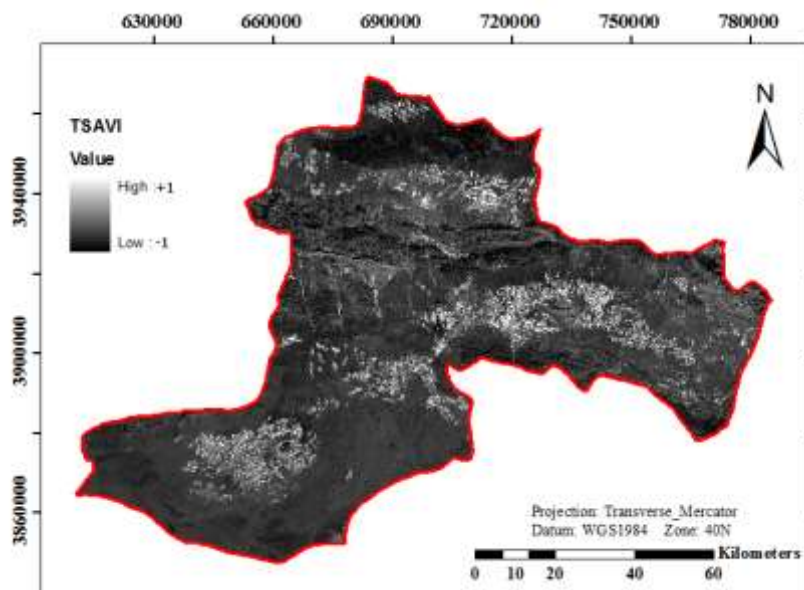 630000 660000 690000 720000 750000 780000
N
TSAVI
Value
High :+1
Low : -1
3940000
3900000
3860000
Projection: Transverse_Mercator
Datum: WGS1984 Zone: 40N
Kilometers
0 10 20 40 60